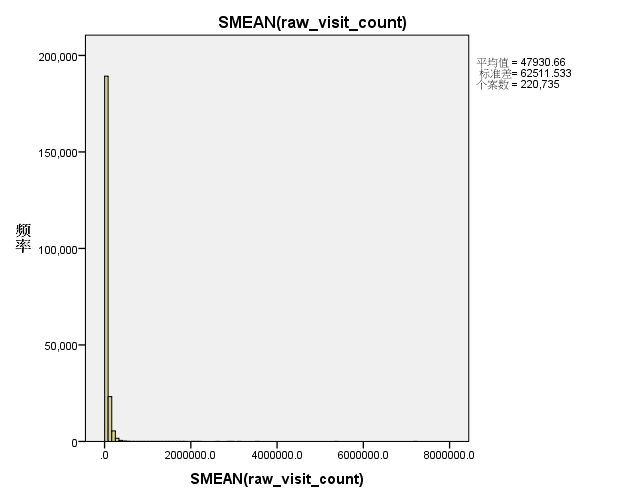 SMEAN(raw_visit_count)
平均值 = 47930.66
标准差= 62511.533
个案数 = 220,735
200,000
150,000
100,000
50,000
0
频
率
.0 2000000.0 4000000.0 6000000.0 8000000.0
SMEAN(raw_visit_count)